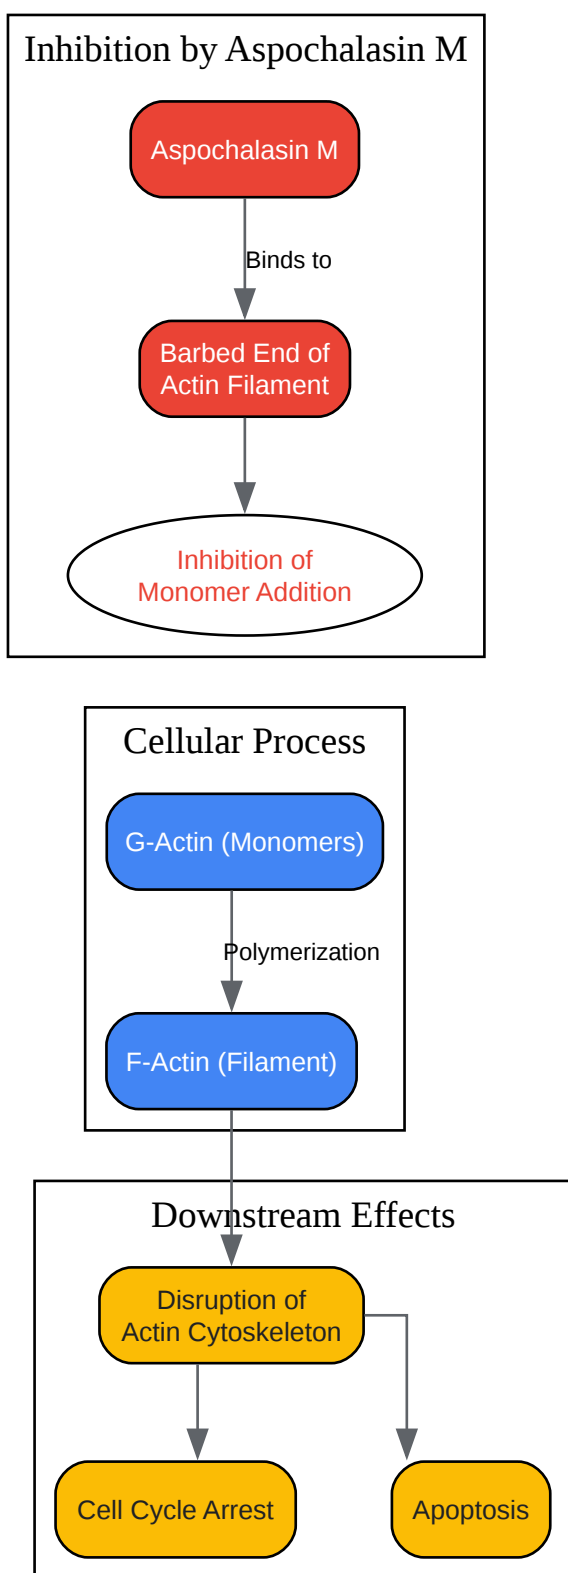 Inhibition by Aspochalasin M
Aspochalasin M
Binds to
Barbed End of
Actin Filament
Inhibition of
Monomer Addition
Cellular Process
G-Actin (Monomers)
Polymerization
F-Actin (Filament)
Downstream Effects
Disruption of
Actin Cytoskeleton
Cell Cycle Arrest
Apoptosis